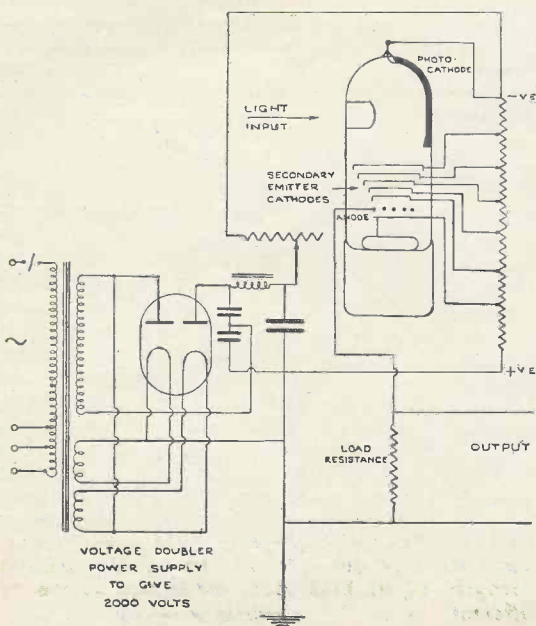 PHOTO-
CATHODE
-VE
LIGHT
INPUT
SECONDARY
EMITTER
CATHODES
ANODE
+VE
LOAD
RESISTANCE
OUTPUT
VOLTAGE DOUBLER
POWER SUPPLY
TO GIVE
2000 VOLTS